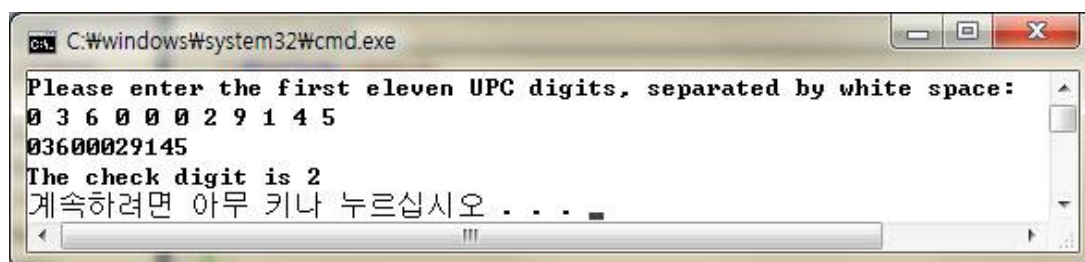 C:₩windows₩system32₩cmd.exe
Please enter the first eleven UPC digits, separated by white space:
0 3 6 0 0 0 2 9 1 4 5
03600029145
The check digit is 2
계속하려면 아무 키나 누르십시오 . . .